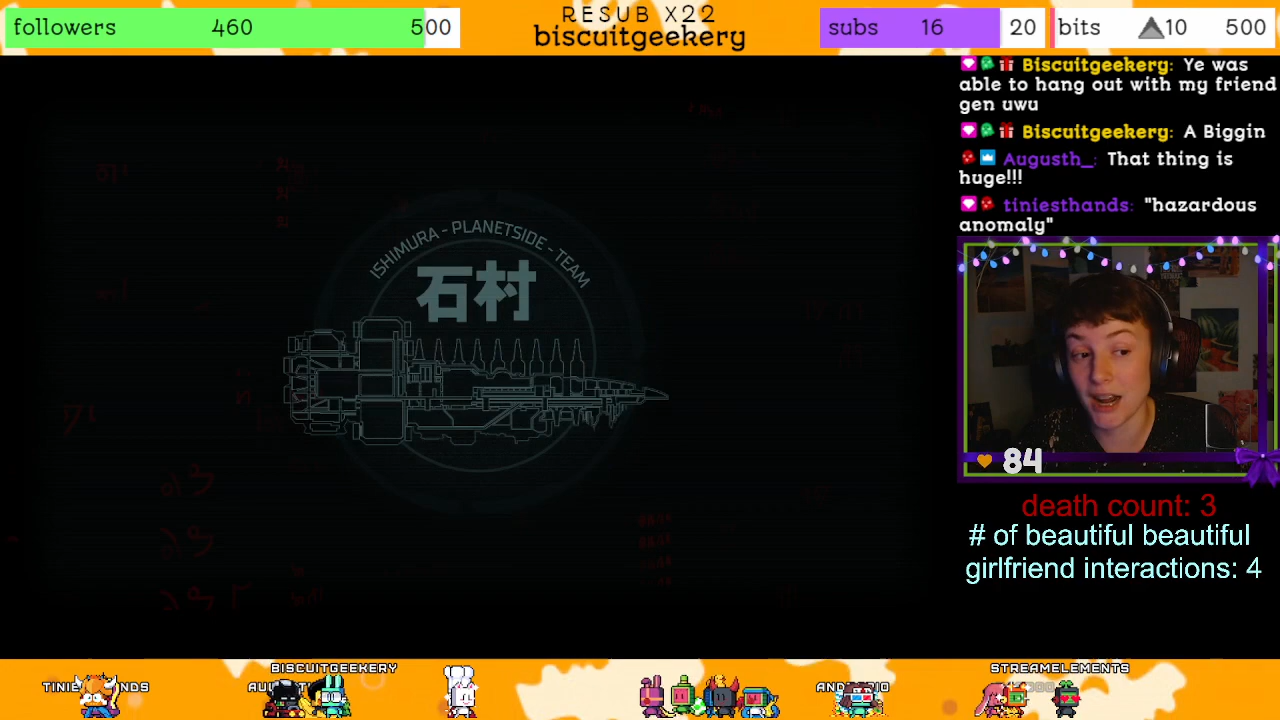 followers 460 500
RESUB X22
biscuitgeekery
subs 16 20
bits 10 500
Biscuitgeekery: Ye was
able to hang out with my friend
gen uwu
Biscuitgeekery: A Biggin
Augusth_: That thing is
huge!!!
tiniesthands: "hazardous
anomaly"
ISHIMURA - PLANETSIDE - TEAM
石村
84
death count: 3
# of beautiful beautiful
girlfriend interactions: 4
BISCUITGEEKERY
STREAMELEMENTS